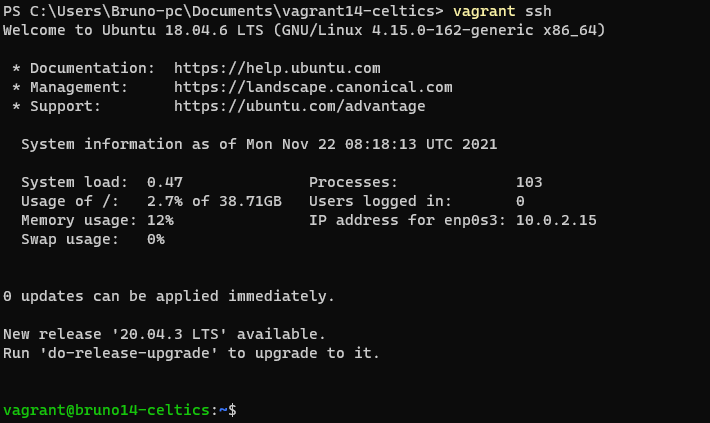 PS C:\Users\Bruno-pc\Documents\vagrant14-celtics> vagrant ssh
Welcome to Ubuntu 18.04.6 LTS (GNU/Linux 4.15.0-162-generic x86_64)
* Documentation:  https://help.ubuntu.com
* Management:     https://landscape.canonical.com
* Support:        https://ubuntu.com/advantage
System information as of Mon Nov 22 08:18:13 UTC 2021
System load:  0.47               Processes:             103
Usage of /:   2.7% of 38.71GB   Users logged in:       0
Memory usage: 12%               IP address for enp0s3: 10.0.2.15
Swap usage:   0%
0 updates can be applied immediately.
New release '20.04.3 LTS' available.
Run 'do-release-upgrade' to upgrade to it.
vagrant@bruno14-celtics:~$